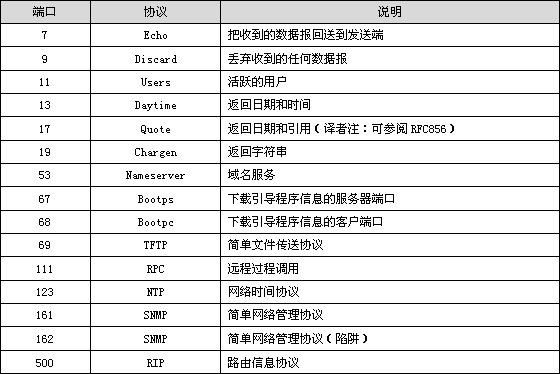 端口 协议 说明
7 Echo 把收到的数据报回送到发送端
9 Discard 丢弃收到的任何数据报
11 Users 活跃的用户
13 Daytime 返回日期和时间
17 Quote 返回日期和引用（译者注：可参阅RFC856）
19 Chargen 返回字符串
53 Nameserver 域名服务
67 Bootps 下载引导程序信息的服务器端口
68 Bootpc 下载引导程序信息的客户端口
69 TFTP 简单文件传送协议
111 RPC 远程过程调用
123 NTP 网络时间协议
161 SNMP 简单网络管理协议
162 SNMP 简单网络管理协议（陷阱）
500 RIP 路由信息协议